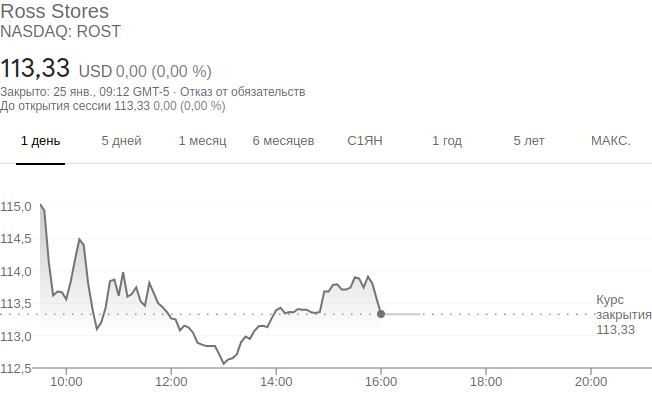 Ross Stores
NASDAQ: ROST
113,33 USD 0,00 (0,00 %)
Закрыто: 25 янв., 09:12 GMT-5 · Отказ от обязательств
До открытия сессии 113,33 0,00 (0,00 %)
1 день 5 дней 1 месяц 6 месяцев С1ЯН 1 год 5 лет МАКС.
115,0
114,5
114,0
113,5
113,0
112,5
Курс
закрытия
113,33
10:00 12:00 14:00 16:00 18:00 20:00